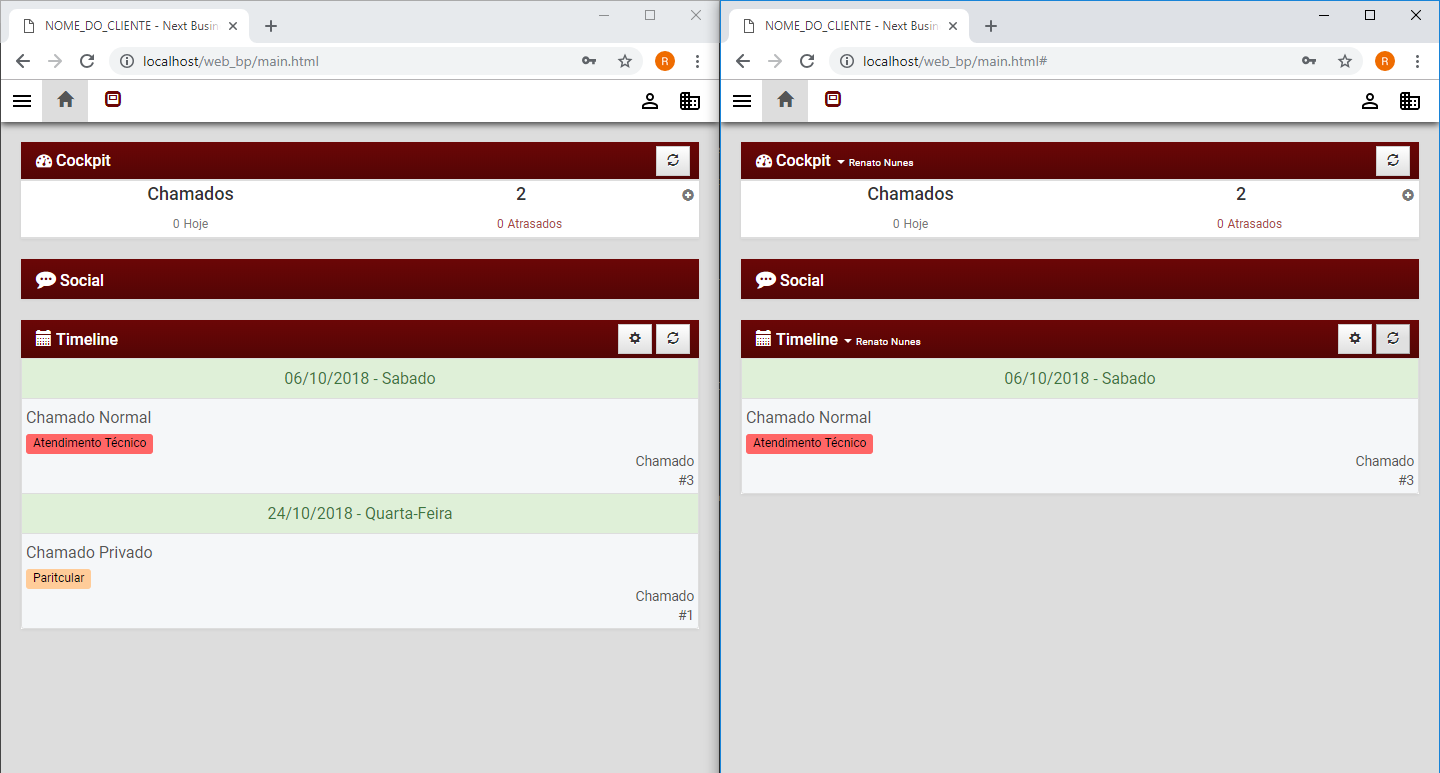 NOME_DO_CLIENTE - Next Busin
localhost/web_bp/main.html
Cockpit
Chamados 2
0 Hoje 0 Atrasados
Social
Timeline
06/10/2018 - Sabado
Chamado Normal
Atendimento Técnico
Chamado
#3
24/10/2018 - Quarta-Feira
Chamado Privado
Paritcular
Chamado
#1
NOME_DO_CLIENTE - Next Busin
R
localhost/web_bp/main.html#
R
Cockpit Renato Nunes
Chamados 2
0 Hoje 0 Atrasados
Social
Timeline Renato Nunes
06/10/2018 - Sabado
Chamado Normal
Atendimento Técnico
Chamado
#3